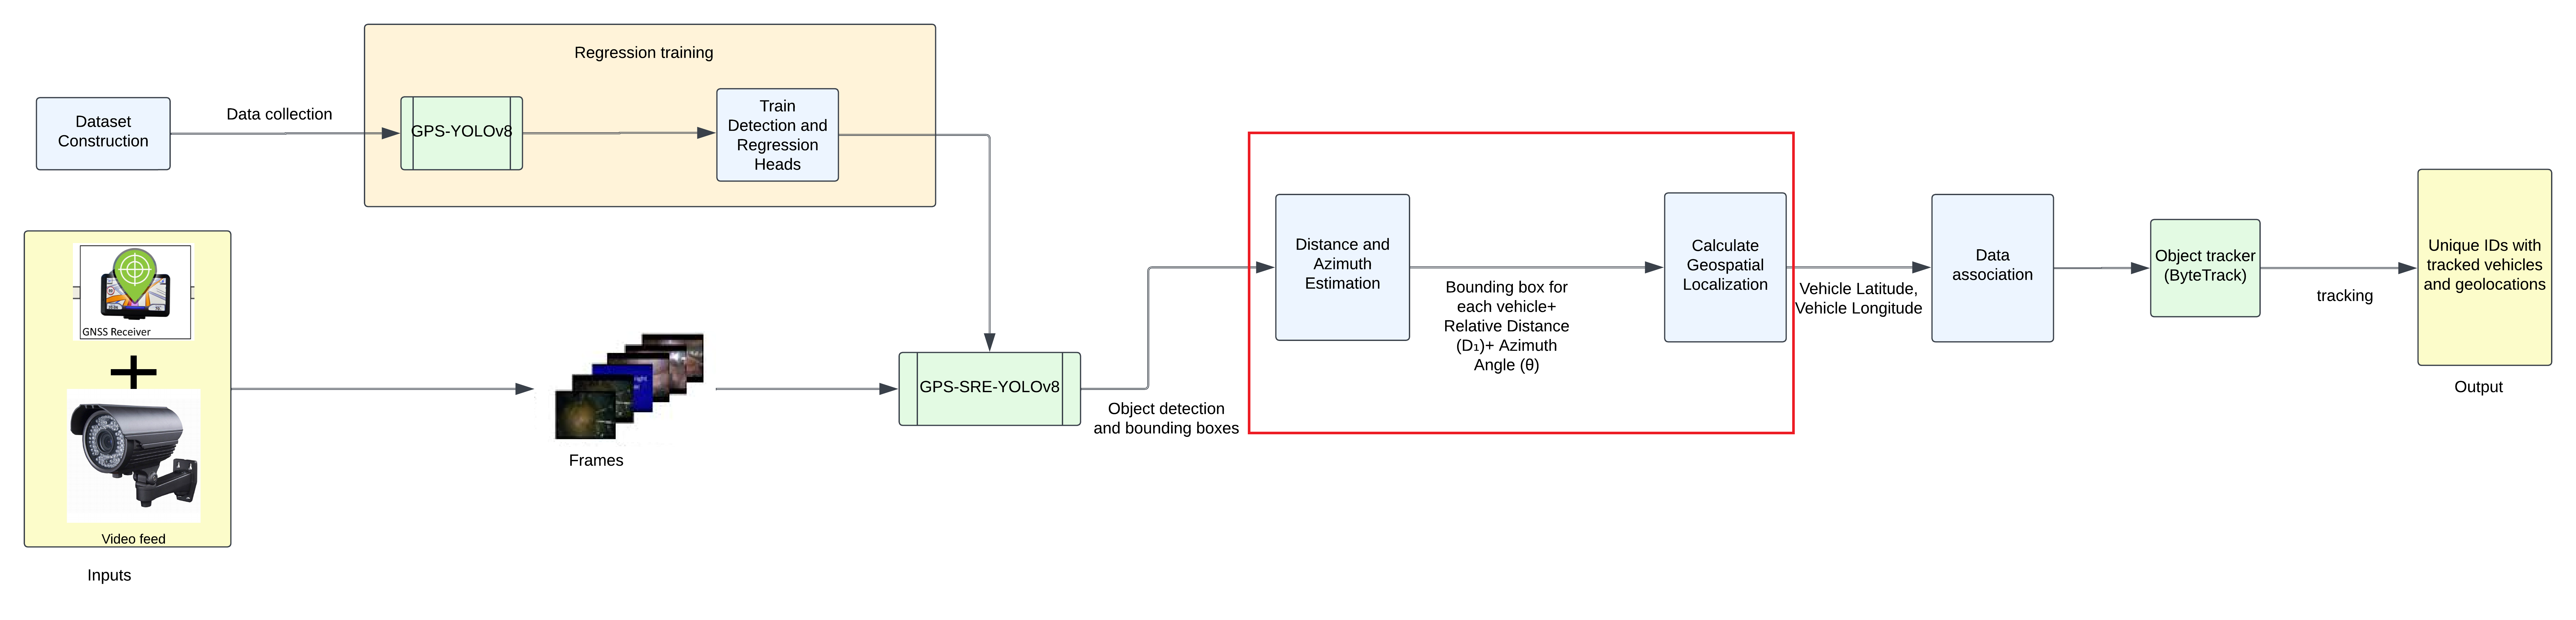 Regression training
Dataset
Construction
Data collection
GPS-YOLOv8
Train
Detection and
Regression
Heads
GNSS Receiver
Video feed
Inputs
Frames
GPS-SRE-YOLOv8
Object detection
and bounding boxes
Distance and
Azimuth
Estimation
Bounding box for
each vehicle+
Relative Distance
(D₁)+ Azimuth
Angle (θ)
Calculate
Geospatial
Localization
Vehicle Latitude,
Vehicle Longitude
Data
association
Object tracker
(ByteTrack)
tracking
Unique IDs with
tracked vehicles
and geolocations
Output